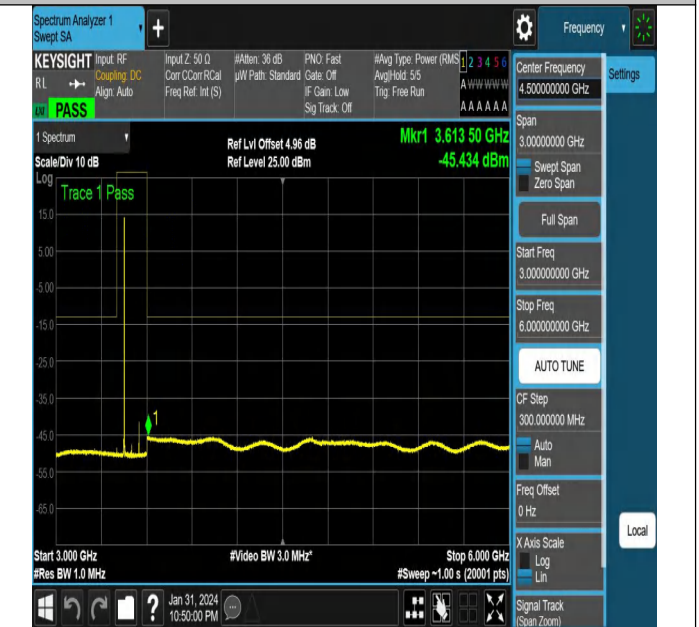 Spectrum Analyzer 1
Swept SA
+
Frequency
KEYSIGHT
RL
PASS
Input: RF
Coupling: DC
Align: Auto
Input Z: 50 Ω
Corr CCorr RCal
Freq Ref: Int (S)
#Atten: 36 dB
µW Path: Standard
PNO: Fast
Gate: Off
IF Gain: Low
Sig Track: Off
#Avg Type: Power (RMS
Avg|Hold: 5/5
Trig: Free Run
1 2 3 4 5 6
A W W W W W
A A A A A A
1 Spectrum
Scale/Div 10 dB
Ref Lvl Offset 4.96 dB
Ref Level 25.00 dBm
Mkr1 3.613 50 GHz
-45.434 dBm
Log
Trace 1 Pass
15.0
5.00
-5.00
-15.0
-25.0
-35.0
-45.0
-55.0
-65.0
1
Start 3.000 GHz
#Res BW 1.0 MHz
#Video BW 3.0 MHz*
Stop 6.000 GHz
#Sweep ~1.00 s (20001 pts)
Jan 31, 2024
10:50:00 PM
Center Frequency
4.500000000 GHz
Settings
Span
3.00000000 GHz
Swept Span
Zero Span
Full Span
Start Freq
3.000000000 GHz
Stop Freq
6.000000000 GHz
AUTO TUNE
CF Step
300.000000 MHz
Auto
Man
Freq Offset
0 Hz
X Axis Scale
Log
Lin
Local
Signal Track
(Span Zoom)